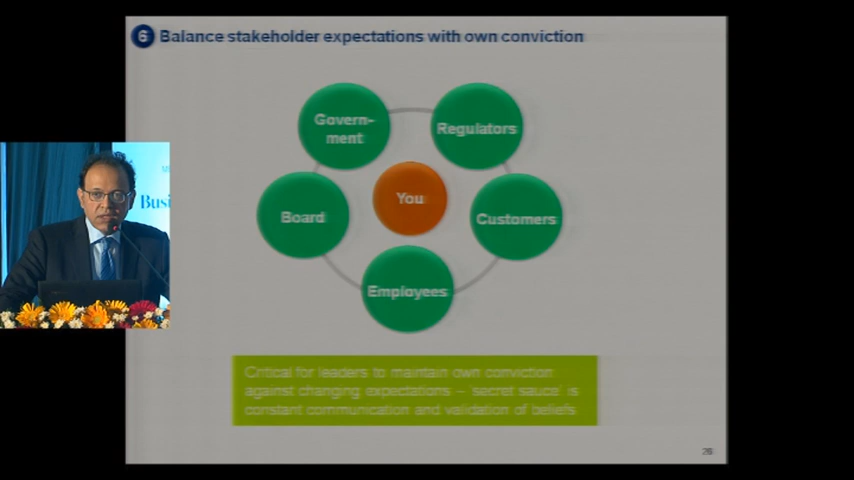 6 Balance stakeholder expectations with own conviction
Govern-
ment
Regulators
You
Board
Customers
Employees
Critical for leaders to maintain own conviction
against changing expectations – 'secret sauce' is
constant communication and validation of beliefs
Busi